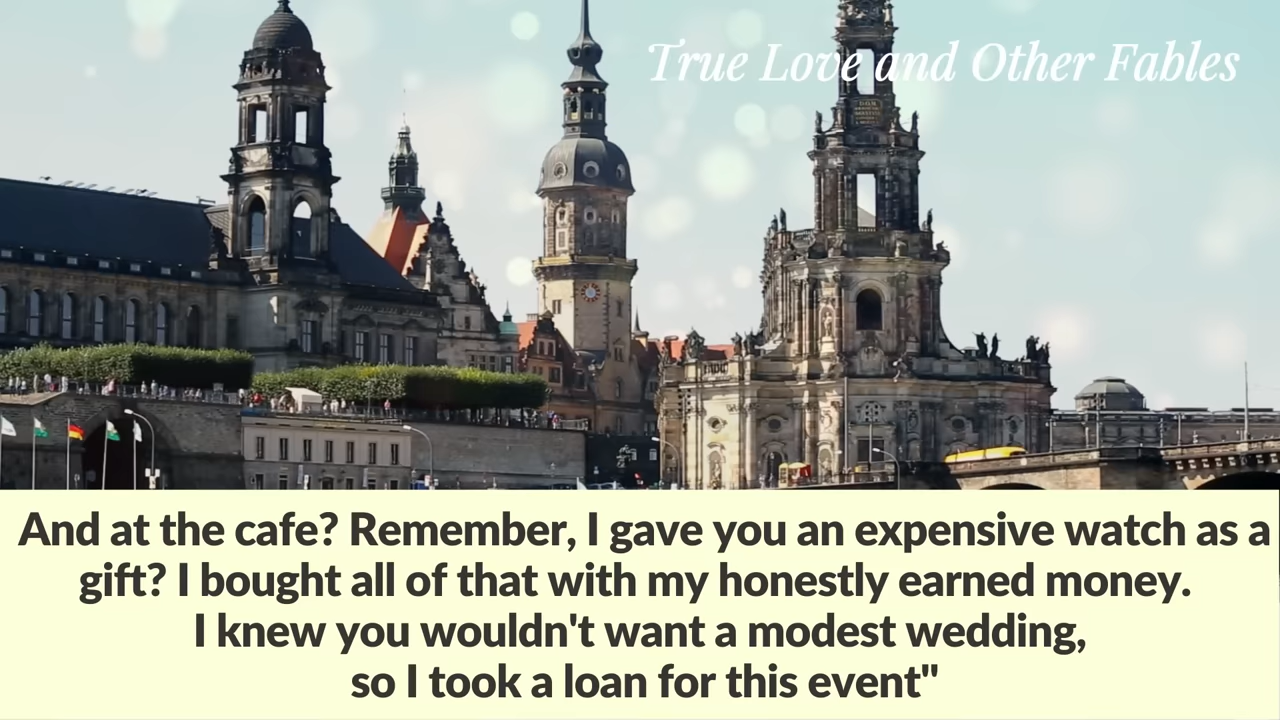 True Love and Other Fables
And at the cafe? Remember, I gave you an expensive watch as a
gift? I bought all of that with my honestly earned money.
I knew you wouldn't want a modest wedding,
so I took a loan for this event"